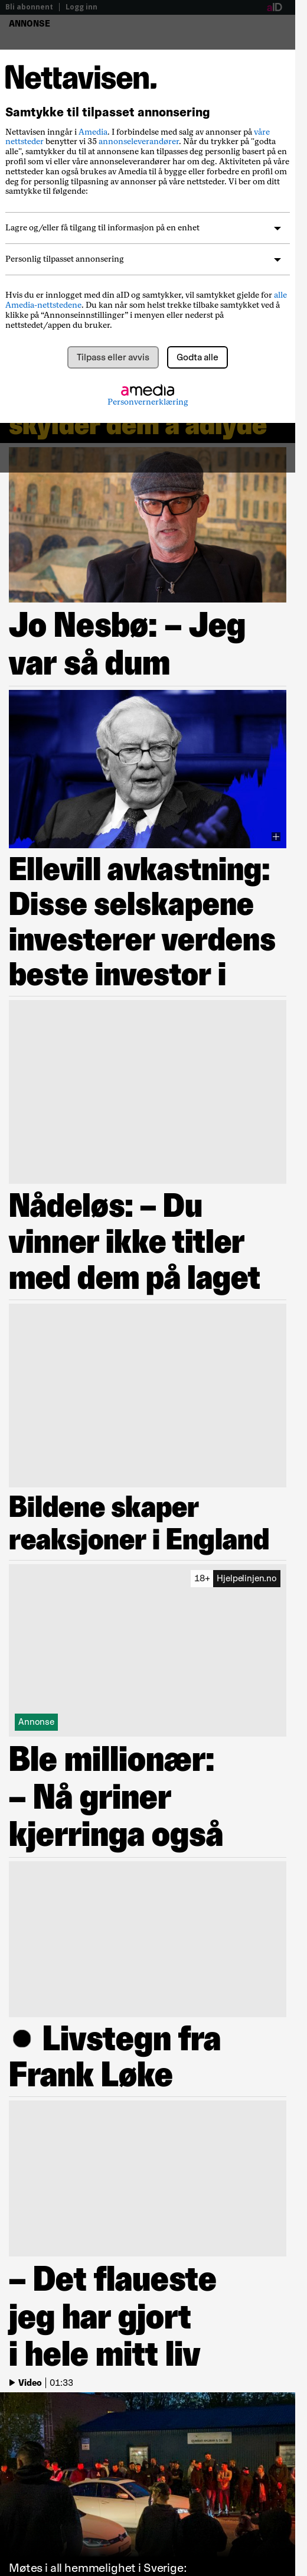 Bli abonnent | Logg inn aID
ANNONSE
Nettavisen.
Samtykke til tilpasset annonsering
Nettavisen inngår i Amedia. I forbindelse med salg av annonser på våre
nettsteder benytter vi 35 annonseleverandører. Når du trykker på "godta
alle", samtykker du til at annonsene kan tilpasses deg personlig basert på en
profil som vi eller våre annonseleverandører har om deg. Aktiviteten på våre
nettsteder kan også brukes av Amedia til å bygge eller forbedre en profil om
deg for personlig tilpasning av annonser på våre nettsteder. Vi ber om ditt
samtykke til følgende:
Lagre og/eller få tilgang til informasjon på en enhet
Personlig tilpasset annonsering
Hvis du er innlogget med din aID og samtykker, vil samtykket gjelde for alle
Amedia-nettstedene. Du kan når som helst trekke tilbake samtykket ved å
klikke på “Annonseinnstillinger” i menyen eller nederst på
nettstedet/appen du bruker.
Tilpass eller avvis Godta alle
amedia
Personvernerklæring
skylder dem å adlyde
Jo Nesbø: – Jeg
var så dum
Ellevill avkastning:
Disse selskapene
investerer verdens
beste investor i
Nådeløs: – Du
vinner ikke titler
med dem på laget
Bildene skaper
reaksjoner i England
18+ Hjelpelinjen.no
Annonse
Ble millionær:
– Nå griner
kjerringa også
Livstegn fra
Frank Løke
– Det flaueste
jeg har gjort
i hele mitt liv
Video | 01:33
Møtes i all hemmelighet i Sverige: